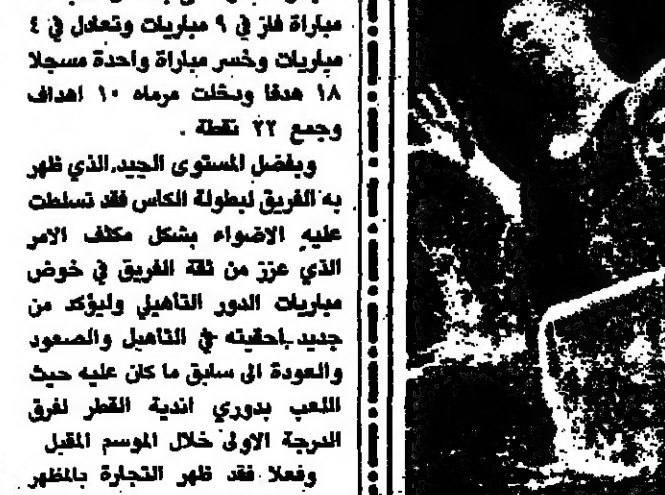 مباراة فاز في ٩ مباريات وتعادل في ٤
مباريات وخسر مباراة واحدة مسجلا
١٨ هدفا ودخلت مرماه ١٠ اهداف
وجمع ٢٢ نقطة .
وبفضل المستوى الجيد الذي ظهر
به الفريق لبطولة الكاس فقد تسلطت
عليه الاضواء بشكل مكثف الامر
الذي عزز من ثقة الفريق في خوض
مباريات الدور التأهيلي وليؤكد من
جديد احقيته في التأهيل والصعود
والعودة الى سابق ما كان عليه حيث
اللعب بدوري اندية القطر لفرق
الدرجة الاولى خلال الموسم المقبل
وفعلا فقد ظهر التجارة بالمظهر